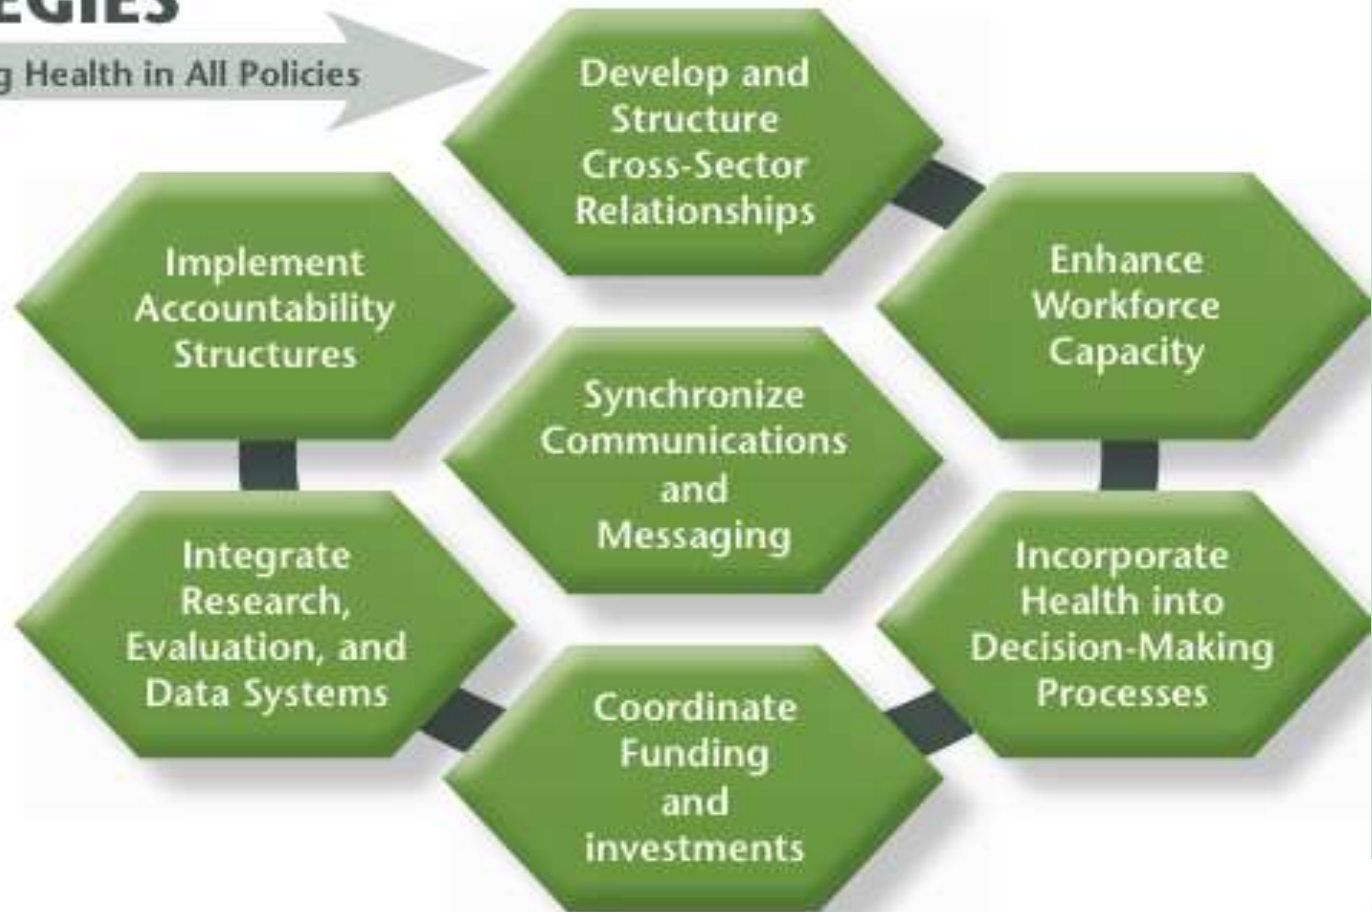 EGIES
g Health in All Policies
Develop and
Structure
Cross-Sector
Relationships
Enhance
Workforce
Capacity
Incorporate
Health into
Decision-Making
Processes
Coordinate
Funding
and
investments
Integrate
Research,
Evaluation, and
Data Systems
Implement
Accountability
Structures
Synchronize
Communications
and
Messaging